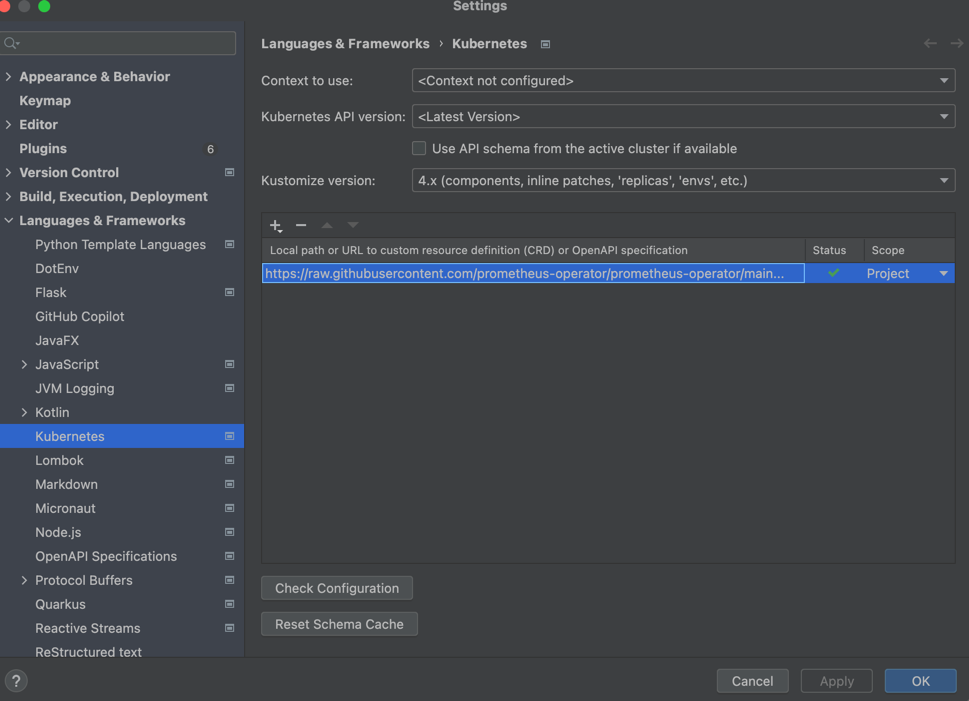 Settings
Appearance & Behavior
Keymap
Editor
Plugins 6
Version Control
Build, Execution, Deployment
Languages & Frameworks
Python Template Languages
DotEnv
Flask
GitHub Copilot
JavaFX
JavaScript
JVM Logging
Kotlin
Kubernetes
Lombok
Markdown
Micronaut
Node.js
OpenAPI Specifications
Protocol Buffers
Quarkus
Reactive Streams
ReStructured text
Languages & Frameworks › Kubernetes
Context to use: <Context not configured>
Kubernetes API version: <Latest Version>
Use API schema from the active cluster if available
Kustomize version: 4.x (components, inline patches, 'replicas', 'envs', etc.)
Local path or URL to custom resource definition (CRD) or OpenAPI specification Status Scope
https://raw.githubusercontent.com/prometheus-operator/prometheus-operator/main... Project
Check Configuration
Reset Schema Cache
? Cancel Apply OK